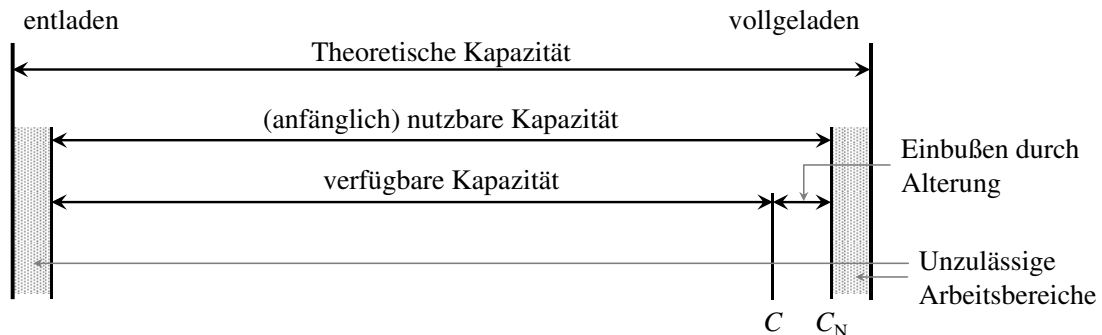 entladen
vollgeladen
Theoretische Kapazität
(anfänglich) nutzbare Kapazität
Einbußen durch
Alterung
verfügbare Kapazität
Unzulässige
Arbeitsbereiche
C
C_N